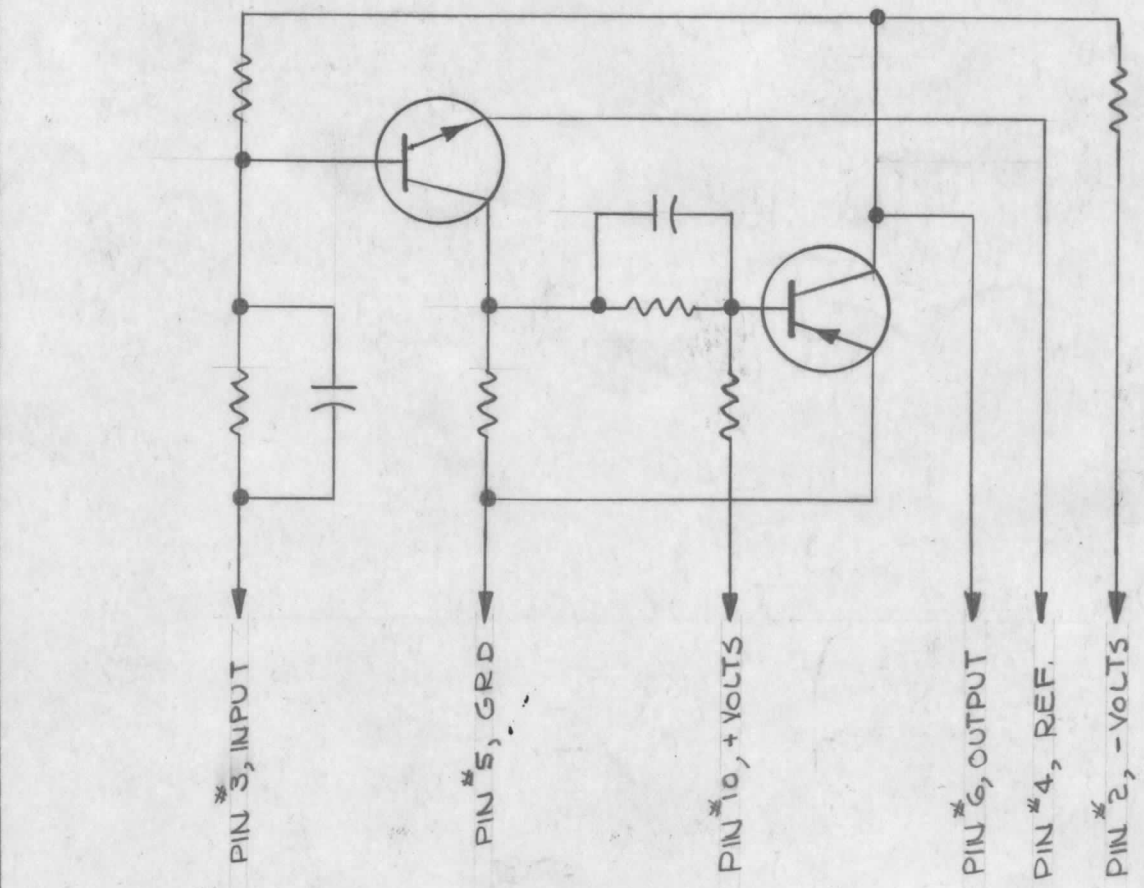 PIN #3, INPUT
PIN #5, GRD
PIN #10, +VOLTS
PIN #6, OUTPUT
PIN #4, REF.
PIN #2, -VOLTS